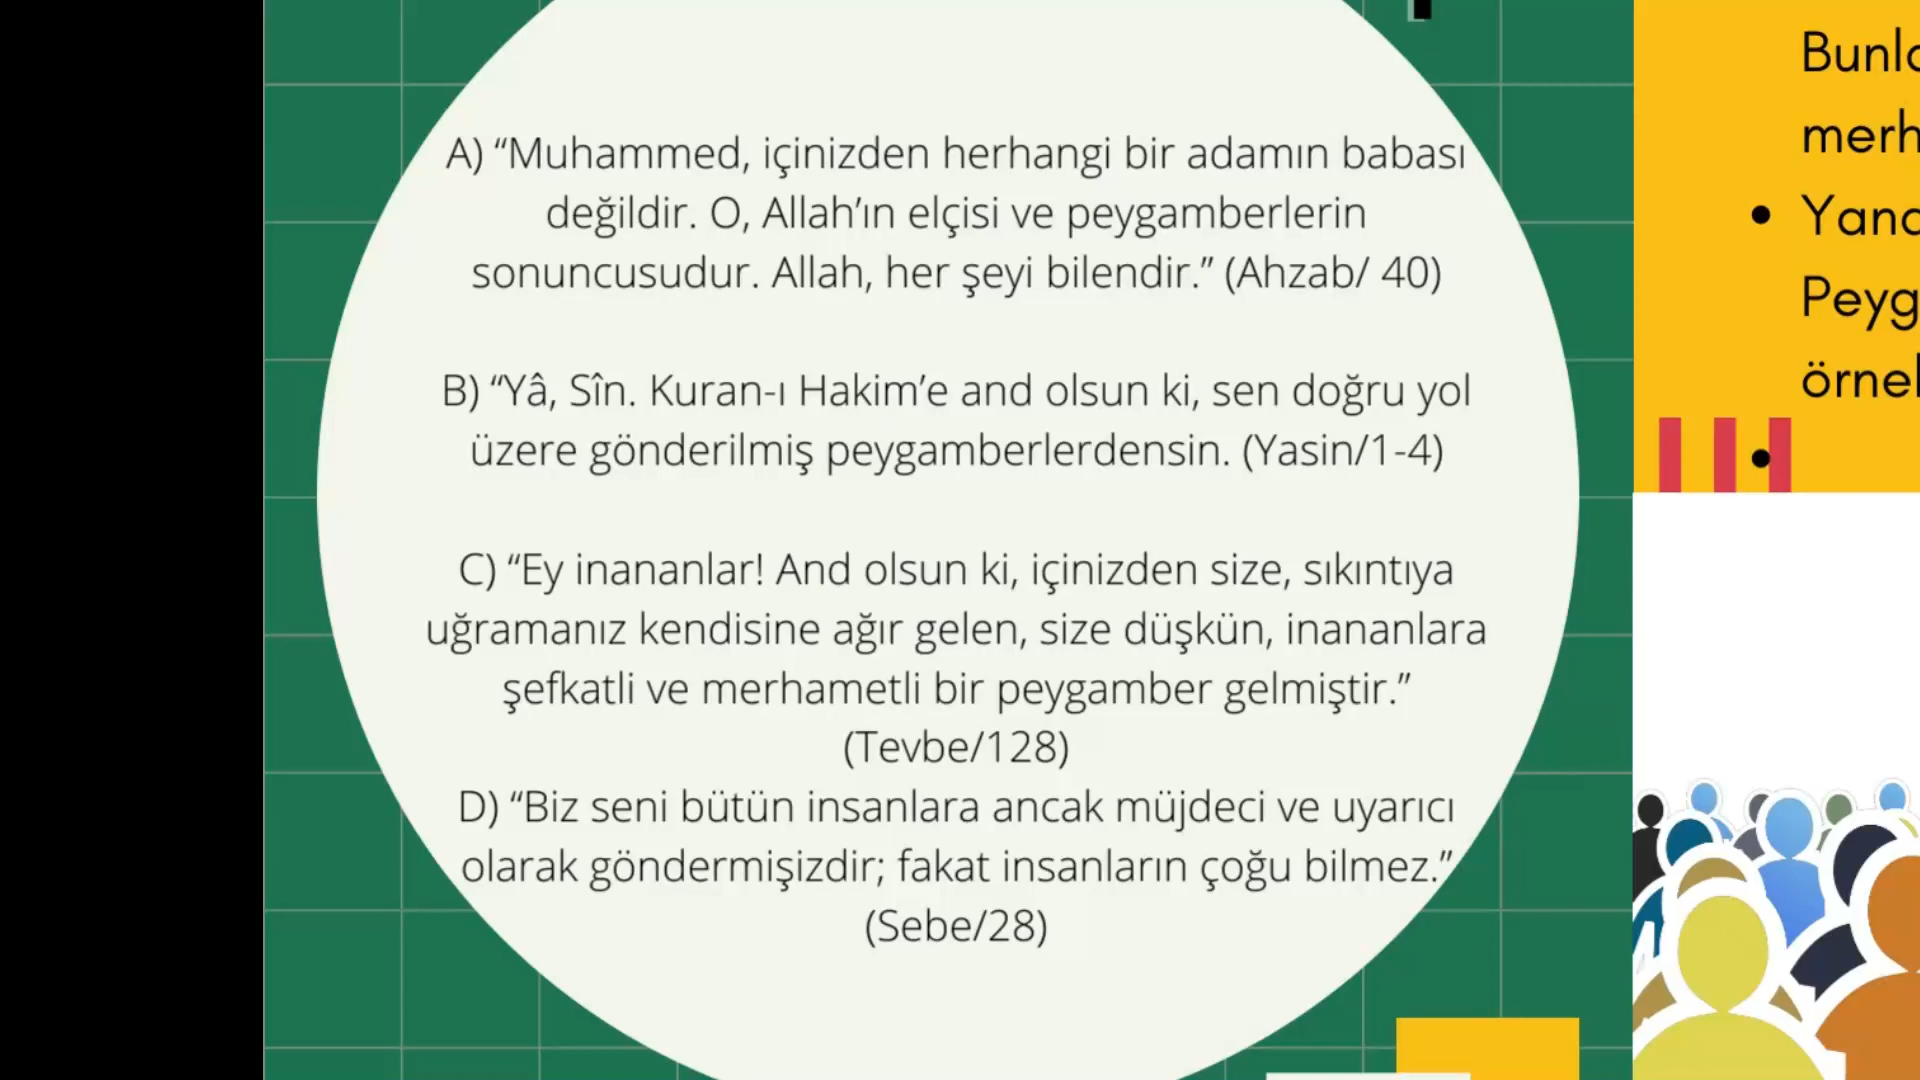 A) “Muhammed, içinizden herhangi bir adamın babası
değildir. O, Allah’ın elçisi ve peygamberlerin
sonuncusudur. Allah, her şeyi bilendir.” (Ahzab/ 40)
B) “Yâ, Sîn. Kuran-ı Hakim’e and olsun ki, sen doğru yol
üzere gönderilmiş peygamberlerdensin. (Yasin/1-4)
C) “Ey inananlar! And olsun ki, içinizden size, sıkıntıya
uğramanız kendisine ağır gelen, size düşkün, inananlara
şefkatli ve merhametli bir peygamber gelmiştir.”
(Tevbe/128)
D) “Biz seni bütün insanlara ancak müjdeci ve uyarıcı
olarak göndermişizdir; fakat insanların çoğu bilmez.”
(Sebe/28)